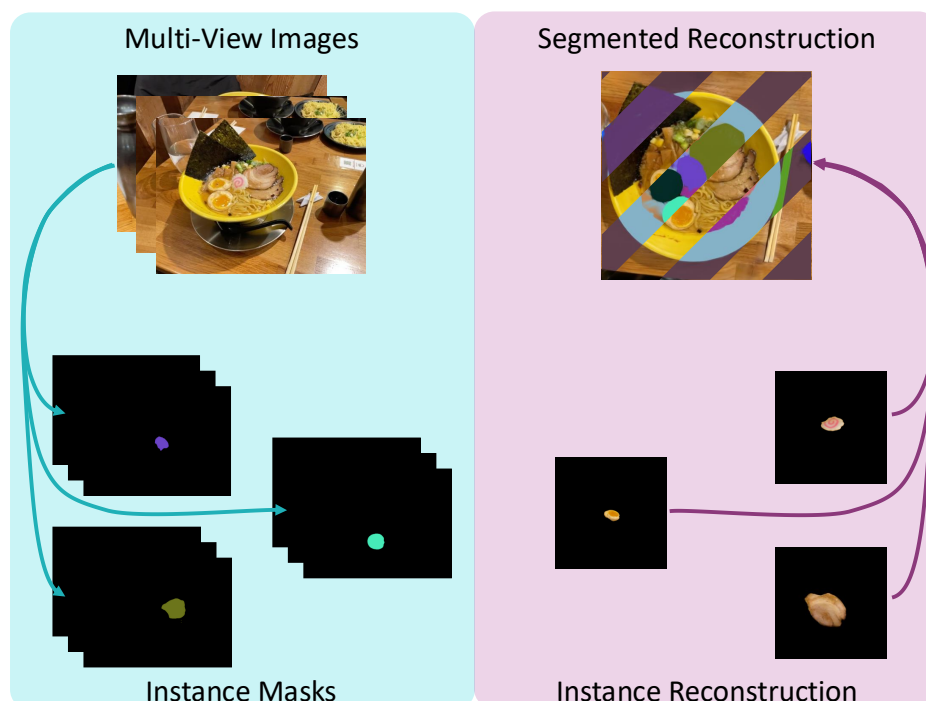 Multi-View Images
Segmented Reconstruction
Instance Masks
Instance Reconstruction